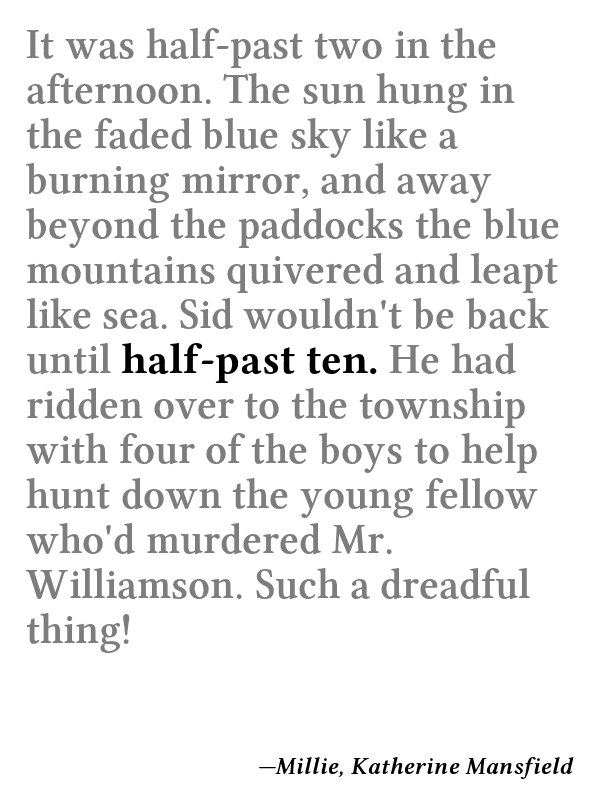 It was half-past two in the
afternoon. The sun hung in
the faded blue sky like a
burning mirror, and away
beyond the paddocks the blue
mountains quivered and leapt
like sea. Sid wouldn't be back
until half-past ten. He had
ridden over to the township
with four of the boys to help
hunt down the young fellow
who'd murdered Mr.
Williamson. Such a dreadful
thing!
—Millie, Katherine Mansfield